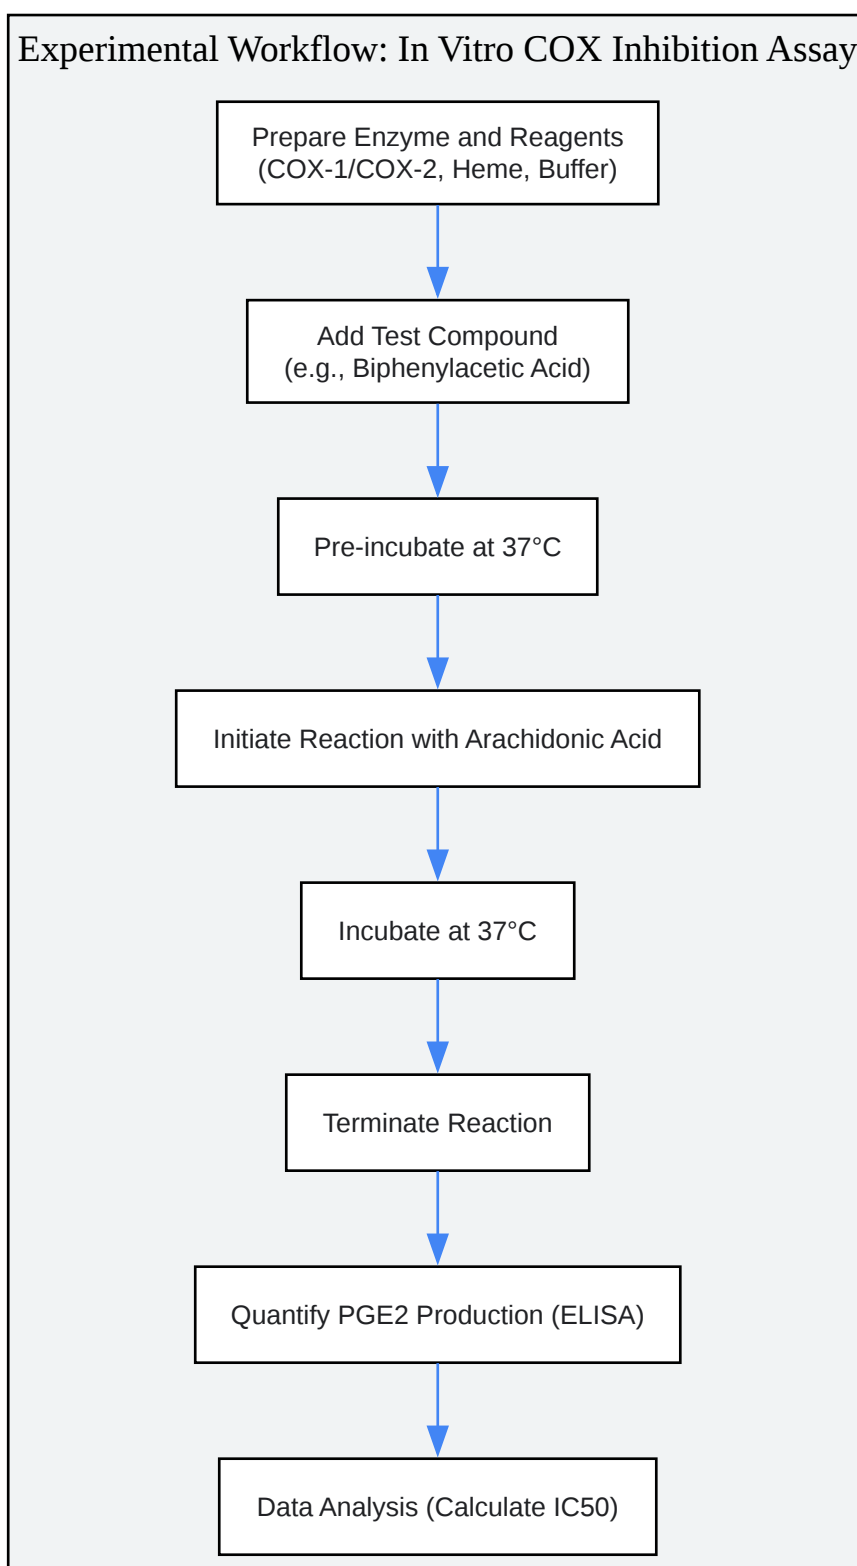 Experimental Workflow: In Vitro COX Inhibition Assay
Prepare Enzyme and Reagents
(COX-1/COX-2, Heme, Buffer)
Add Test Compound
(e.g., Biphenylacetic Acid)
Pre-incubate at 37°C
Initiate Reaction with Arachidonic Acid
Incubate at 37°C
Terminate Reaction
Quantify PGE2 Production (ELISA)
Data Analysis (Calculate IC50)